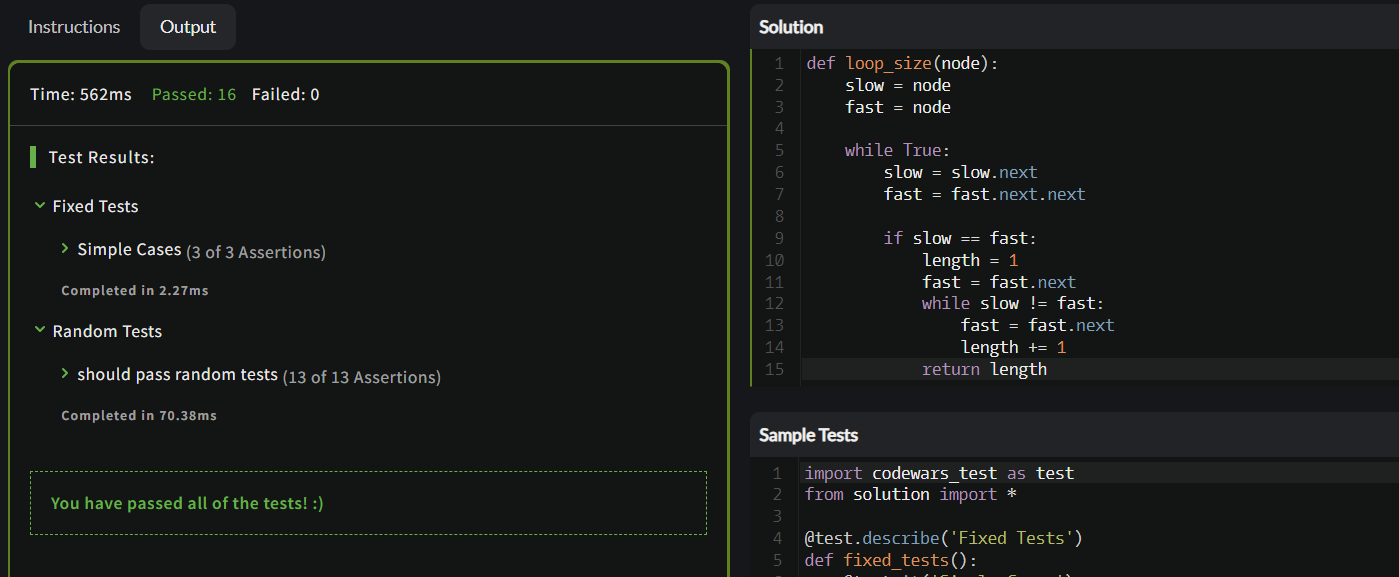 Instructions
Output
Time: 562ms Passed: 16 Failed: 0
Test Results:
Fixed Tests
Simple Cases (3 of 3 Assertions)
Completed in 2.27ms
Random Tests
should pass random tests (13 of 13 Assertions)
Completed in 70.38ms
You have passed all of the tests! :)
Solution
1 def loop_size(node):
2     slow = node
3     fast = node
4
5     while True:
6         slow = slow.next
7         fast = fast.next.next
8
9         if slow == fast:
10             length = 1
11             fast = fast.next
12             while slow != fast:
13                 fast = fast.next
14                 length += 1
15             return length
Sample Tests
1 import codewars_test as test
2 from solution import *
3
4 @test.describe('Fixed Tests')
5 def fixed_tests():